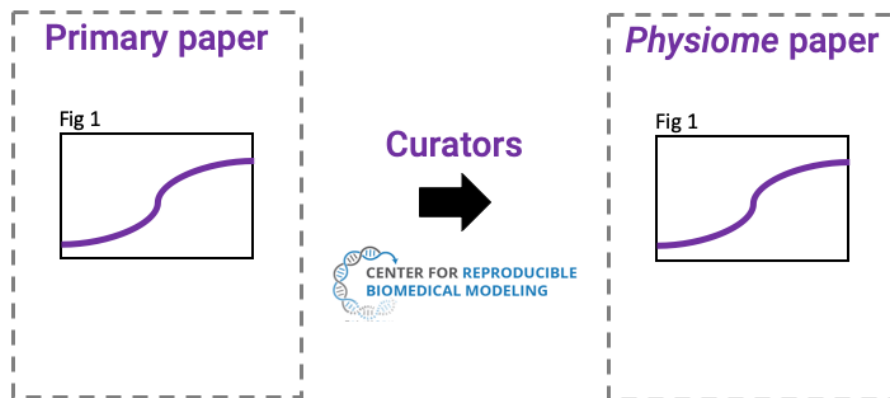 Primary paper
Fig 1
Curators
CENTER FOR REPRODUCIBLE
BIOMEDICAL MODELING
Physiome paper
Fig 1